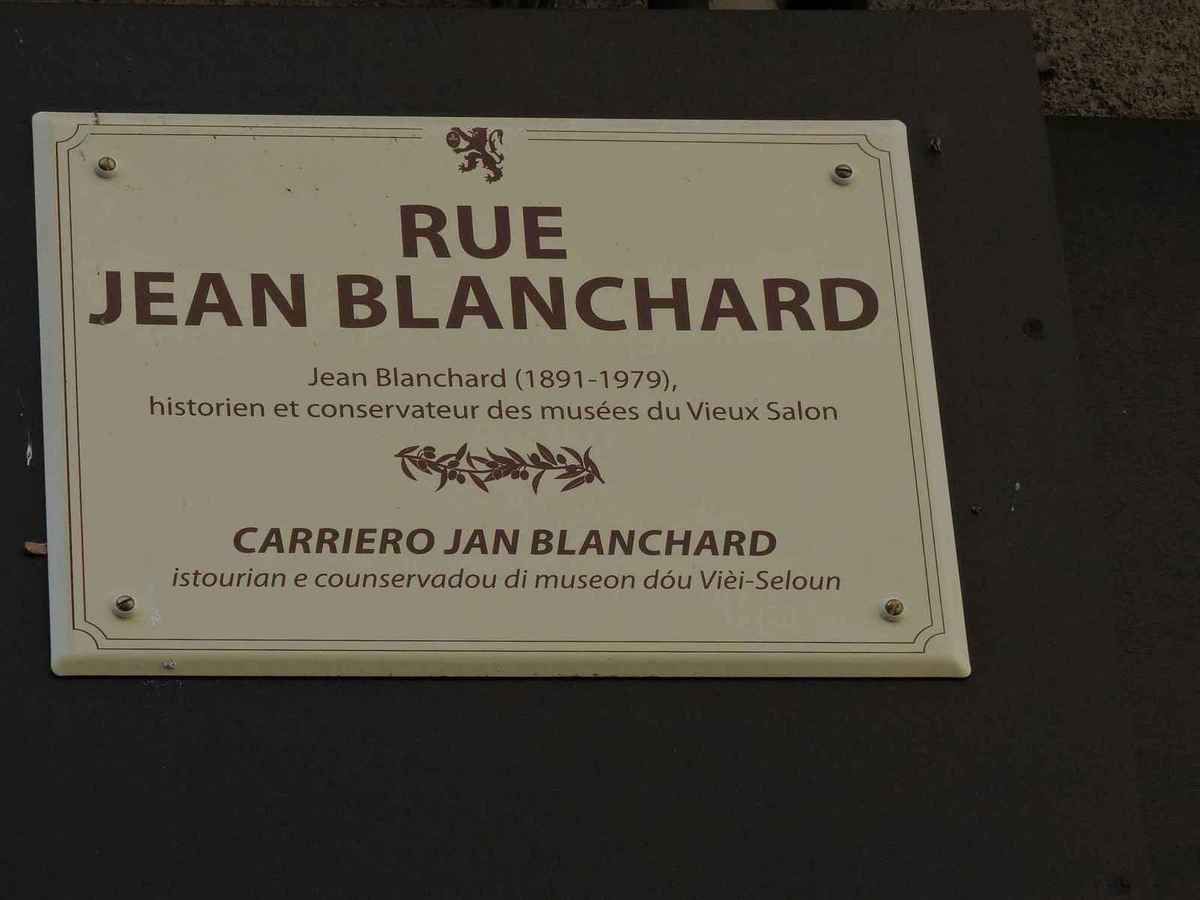 RUE
JEAN BLANCHARD
Jean Blanchard (1891-1979),
historien et conservateur des musées du Vieux Salon
CARRIERO JAN BLANCHARD
istourian e counservadou di museon dóu Vièi-Seloun